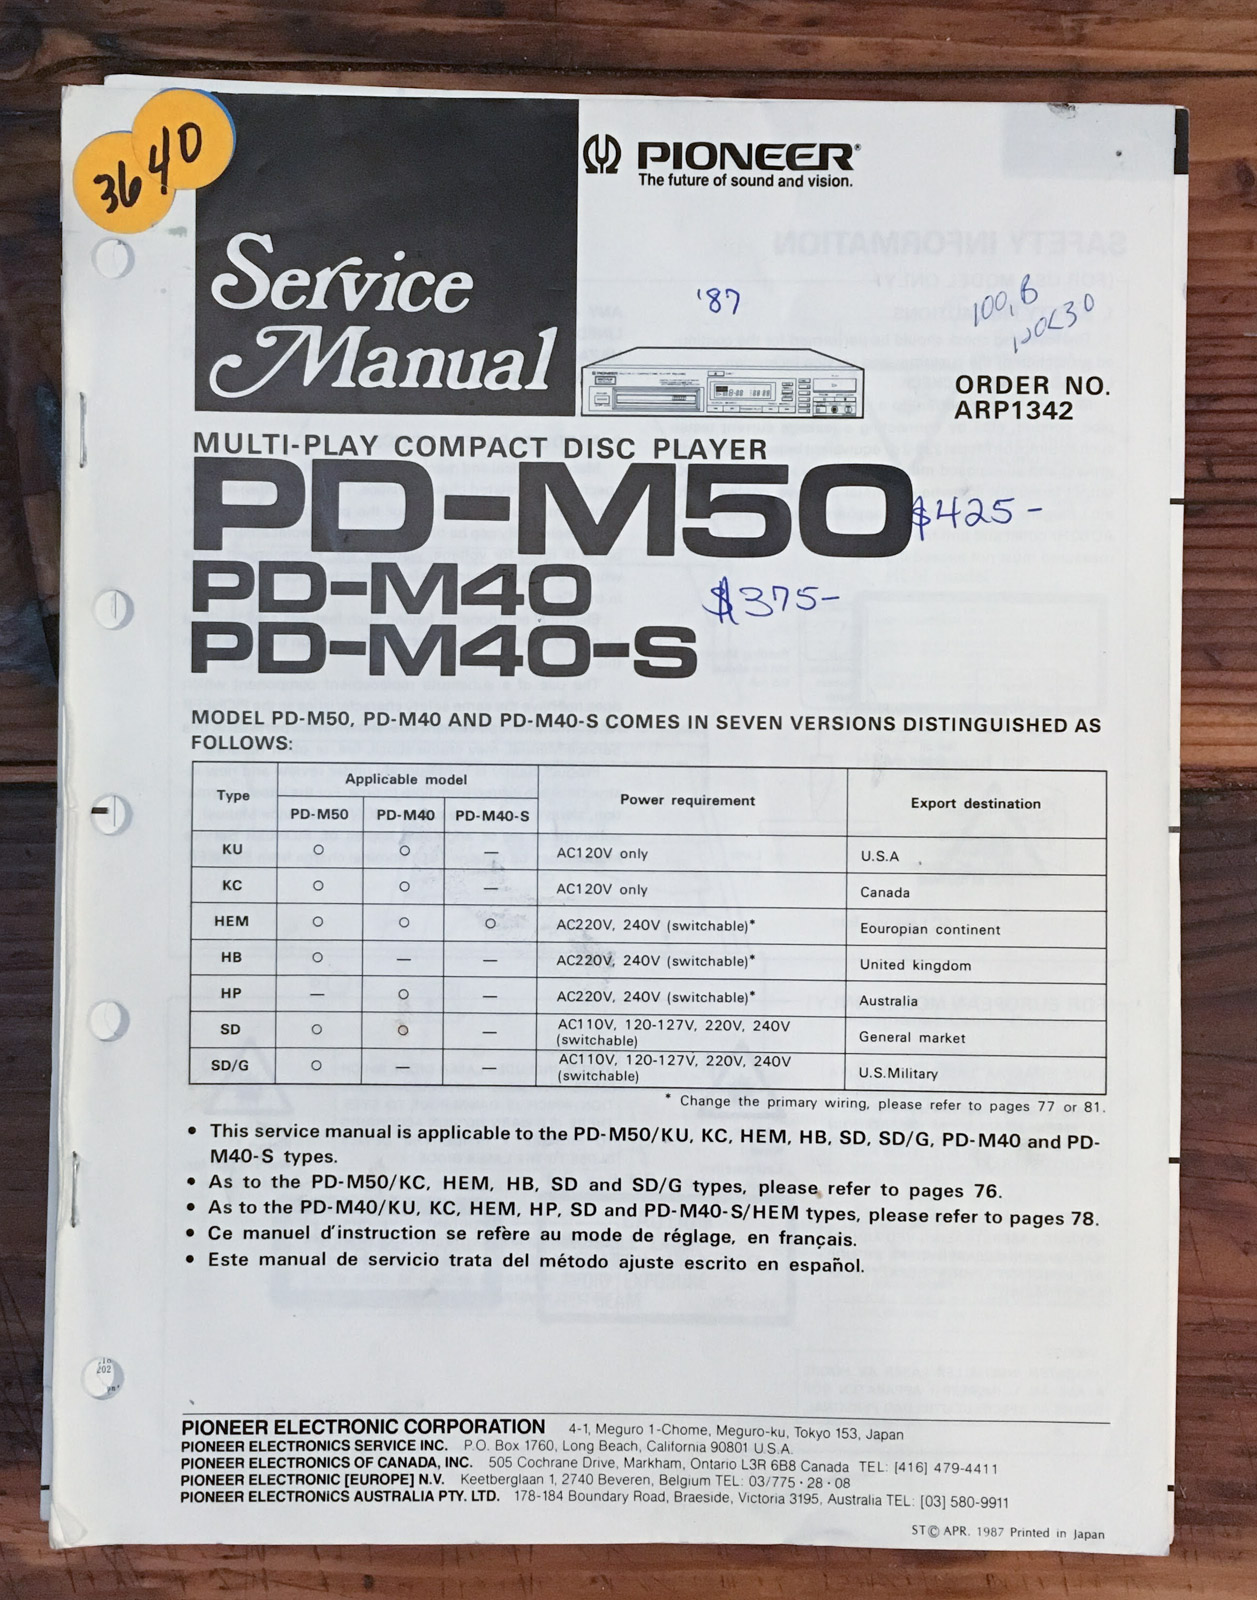 36 40
PIONEER®
The future of sound and vision.
Service
Manual
'87
100, B
ORDER NO.
ARP1342
MULTI-PLAY COMPACT DISC PLAYER
PD-M50 $425-
PD-M40 $375-
PD-M40-S
MODEL PD-M50, PD-M40 AND PD-M40-S COMES IN SEVEN VERSIONS DISTINGUISHED AS
FOLLOWS:
Type Applicable model Power requirement Export destination
PD-M50 PD-M40 PD-M40-S
KU ○ ○ — AC120V only U.S.A
KC ○ ○ — AC120V only Canada
HEM ○ ○ ○ AC220V, 240V (switchable)* Eouropian continent
HB ○ — — AC220V, 240V (switchable)* United kingdom
HP — ○ — AC220V, 240V (switchable)* Australia
SD ○ ○ — AC110V, 120-127V, 220V, 240V (switchable) General market
SD/G ○ — — AC110V, 120-127V, 220V, 240V (switchable) U.S.Military
* Change the primary wiring, please refer to pages 77 or 81.
● This service manual is applicable to the PD-M50/KU, KC, HEM, HB, SD, SD/G, PD-M40 and PD-
M40-S types.
● As to the PD-M50/KC, HEM, HB, SD and SD/G types, please refer to pages 76.
● As to the PD-M40/KU, KC, HEM, HP, SD and PD-M40-S/HEM types, please refer to pages 78.
● Ce manuel d'instruction se refère au mode de réglage, en français.
● Este manual de servicio trata del método ajuste escrito en español.
PIONEER ELECTRONIC CORPORATION 4-1, Meguro 1-Chome, Meguro-ku, Tokyo 153, Japan
PIONEER ELECTRONICS SERVICE INC. P.O. Box 1760, Long Beach, California 90801 U.S.A.
PIONEER ELECTRONICS OF CANADA, INC. 505 Cochrane Drive, Markham, Ontario L3R 6B8 Canada TEL: [416] 479-4411
PIONEER ELECTRONIC [EUROPE] N.V. Keetberglaan 1, 2740 Beveren, Belgium TEL: 03/775·28·08
PIONEER ELECTRONICS AUSTRALIA PTY. LTD. 178-184 Boundary Road, Braeside, Victoria 3195, Australia TEL: [03] 580-9911
ST © APR. 1987 Printed in Japan